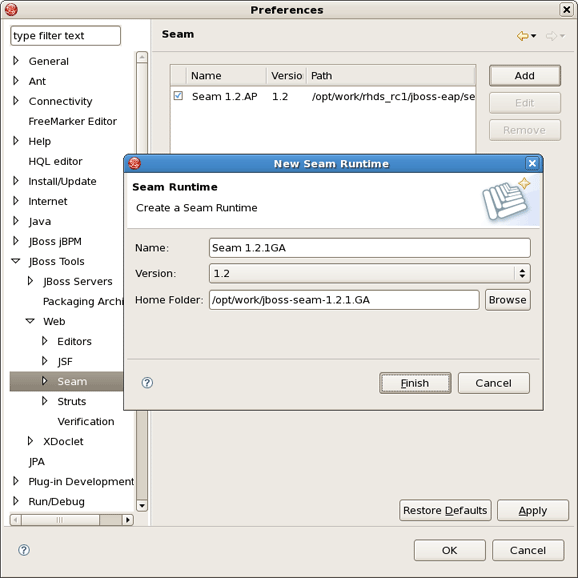 Preferences
type filter text
General
Ant
Connectivity
FreeMarker Editor
Help
HQL editor
Install/Update
Internet
Java
JBoss jBPM
JBoss Tools
JBoss Servers
Packaging Archi
Web
Editors
JSF
Seam
Struts
Verification
XDoclet
JPA
Plug-in Development
Run/Debug
Seam
Name Versio Path
Seam 1.2.AP 1.2 /opt/work/rhds_rc1/jboss-eap/se
Add
Edit
Remove
New Seam Runtime
Seam Runtime
Create a Seam Runtime
Name: Seam 1.2.1GA
Version: 1.2
Home Folder: /opt/work/jboss-seam-1.2.1.GA Browse
? Finish Cancel
Restore Defaults Apply
? OK Cancel